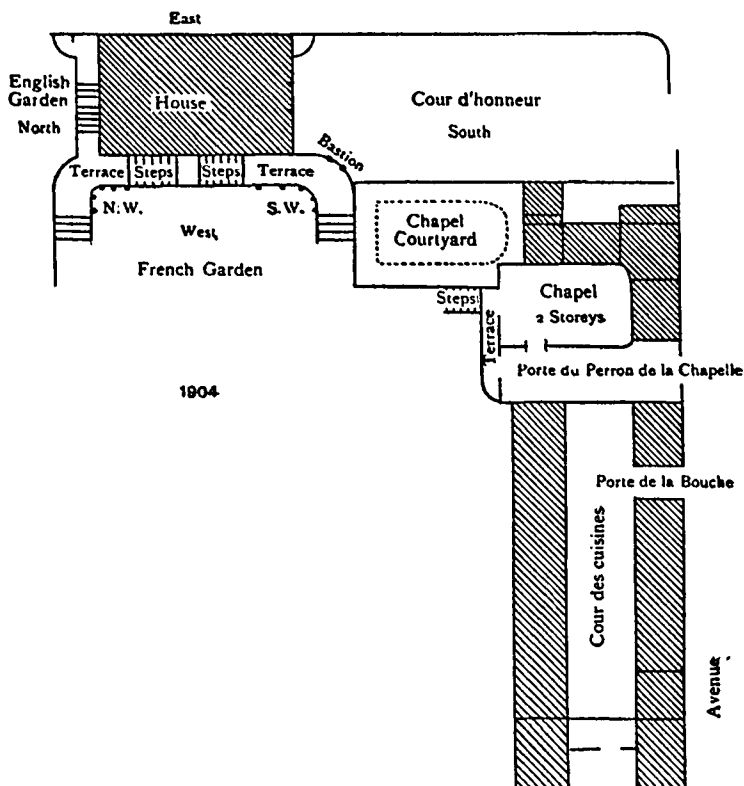 East
English
Garden
North
House
Cour d'honneur
South
Bastion
Terrace
Steps
Steps
Terrace
N. W.
S. W.
West
French Garden
Chapel
Courtyard
Steps
Chapel
2 Storeys
Terrace
Porte du Perron de la Chapelle
1904
Porte de la Bouche
Cour des cuisines
Avenue